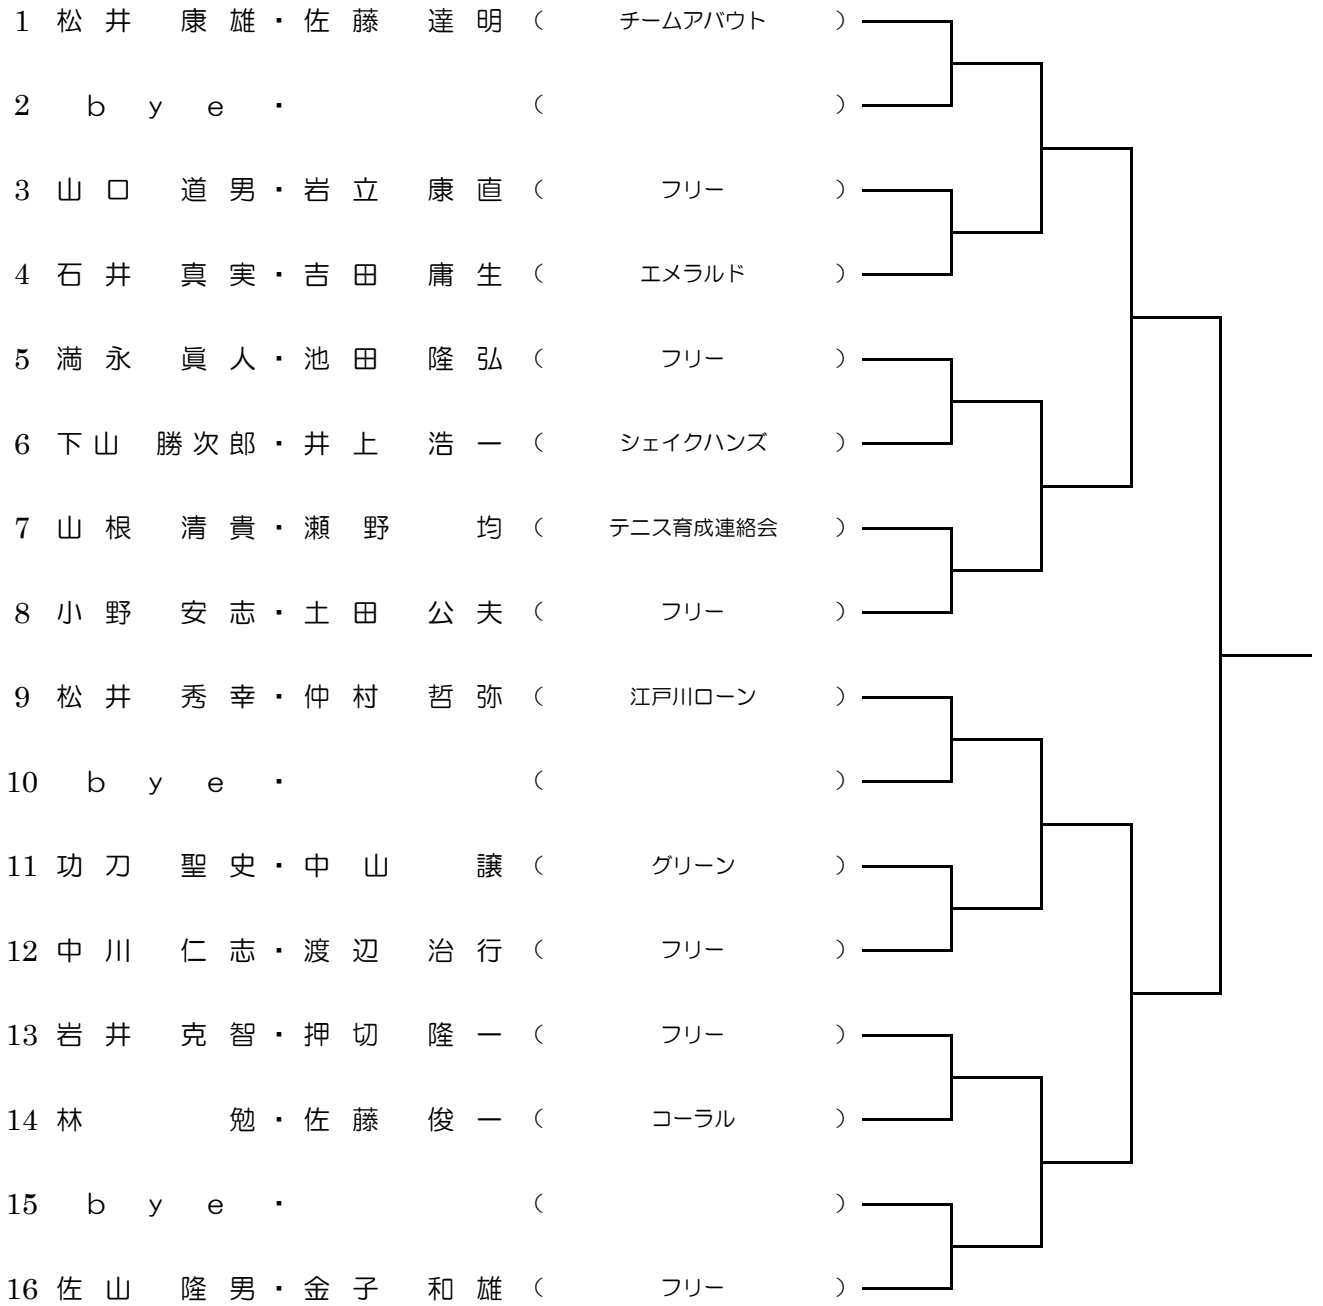 1 松井 康雄・佐藤 達明 ( チームアバウト )
2 bye・ ( )
3 山口 道男・岩立 康直 ( フリー )
4 石井 真実・吉田 庸生 ( エメラルド )
5 満永 眞人・池田 隆弘 ( フリー )
6 下山 勝次郎・井上 浩一 ( シェイクハンズ )
7 山根 清貴・瀬野 均 ( テニス育成連絡会 )
8 小野 安志・土田 公夫 ( フリー )
9 松井 秀幸・仲村 哲弥 ( 江戸川ローン )
10 bye・ ( )
11 功刀 聖史・中山 譲 ( グリーン )
12 中川 仁志・渡辺 治行 ( フリー )
13 岩井 克智・押切 隆一 ( フリー )
14 林 勉・佐藤 俊一 ( コーラル )
15 bye・ ( )
16 佐山 隆男・金子 和雄 ( フリー )